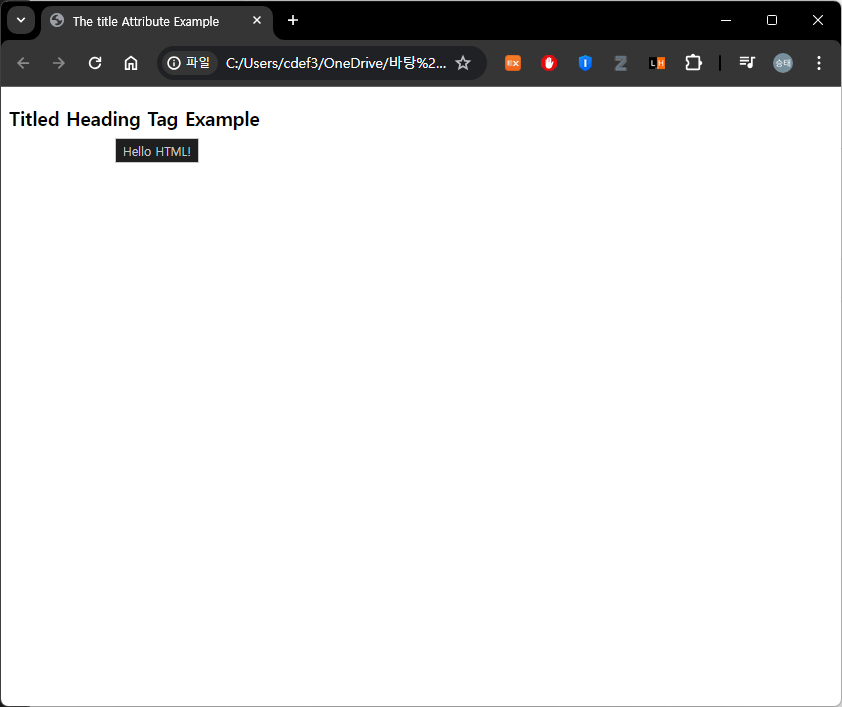 The title Attribute Example
파일 C:/Users/cdef3/OneDrive/바탕%2...
L H
승태
Titled Heading Tag Example
Hello HTML!